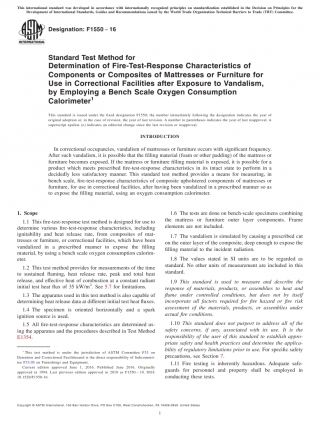 This international standard was developed in accordance with internationally recognized principles on standardization established in the Decision on Principles for the
Development of International Standards, Guides and Recommendations issued by the World Trade Organization Technical Barriers to Trade (TBT) Committee.
Designation: F1550 − 16
Standard Test Method for
Determination of Fire-Test-Response Characteristics of
Components or Composites of Mattresses or Furniture for
Use in Correctional Facilities after Exposure to Vandalism,
by Employing a Bench Scale Oxygen Consumption
Calorimeter1
This standard is issued under the fixed designation F1550; the number immediately following the designation indicates the year of
original adoption or, in the case of revision, the year of last revision. A number in parentheses indicates the year of last reapproval. A
superscript epsilon (ε) indicates an editorial change since the last revision or reapproval.
INTRODUCTION
In correctional occupancies, vandalism of mattresses or furniture occurs with significant frequency.
After such vandalism, it is possible that the filling material (foam or other padding) of the mattress or
furniture becomes exposed. If the mattress or furniture filling material is exposed, it is possible for a
product which meets prescribed fire-test-response characteristics in its intact state to perform in a
decidedly less satisfactory manner. This standard test method provides a means for measuring, in
bench scale, fire-test-response characteristics of composite upholstered components of mattresses or
furniture, for use in correctional facilities, after having been vandalized in a prescribed manner so as
to expose the filling material, using an oxygen consumption calorimeter.
1. Scope
1.1 This fire-test-response test method is designed for use to
determine various fire-test-response characteristics, including
ignitability and heat release rate, from composites of mat-
tresses or furniture, or correctional facilities, which have been
vandalized in a prescribed manner to expose the filling
material, by using a bench scale oxygen consumption calorim-
eter.
1.2 This test method provides for measurements of the time
to sustained flaming, heat release rate, peak and total heat
release, and effective heat of combustion at a constant radiant
initial test heat flux of 35 kW/m2. See 5.7 for limitations.
1.3 The apparatus used in this test method is also capable of
determining heat release data at different initial test heat fluxes.
1.4 The specimen is oriented horizontally and a spark
ignition source is used.
1.5 All fire-test-response characteristics are determined us-
ing the apparatus and the procedures described in Test Method
E1354.
1.6 The tests are done on bench-scale specimens combining
the mattress or furniture outer layer components. Frame
elements are not included.
1.7 The vandalism is simulated by causing a prescribed cut
on the outer layer of the composite, deep enough to expose the
filling material to the incident radiation.
1.8 The values stated in SI units are to be regarded as
standard. No other units of measurement are included in this
standard.
1.9 This standard is used to measure and describe the
response of materials, products, or assemblies to heat and
flame under controlled conditions, but does not by itself
incorporate all factors required for fire hazard or fire risk
assessment of the materials, products, or assemblies under
actual fire conditions.
1.10 This standard does not purport to address all of the
safety concerns, if any, associated with its use. It is the
responsibility of the user of this standard to establish appro-
priate safety and health practices and determine the applica-
bility of regulatory limitations prior to use. For specific safety
precautions, see Section 7.
1.11 Fire testing is inherently hazardous. Adequate safe-
guards for personnel and property shall be employed in
conducting these tests.
1 This test method is under the jurisdiction of ASTM Committee F33 on
Detention and Correctional Facilities and is the direct responsibility of Subcommit-
tee F33.05 on Furnishings and Equipment.
Current edition approved June 1, 2016. Published June 2016. Originally
approved in 1994. Last previous edition approved in
Copyright © ASTM International, 100 Barr Harbor Drive, PO Box C700, West Conshohocken, PA 19428-2959. United States
1